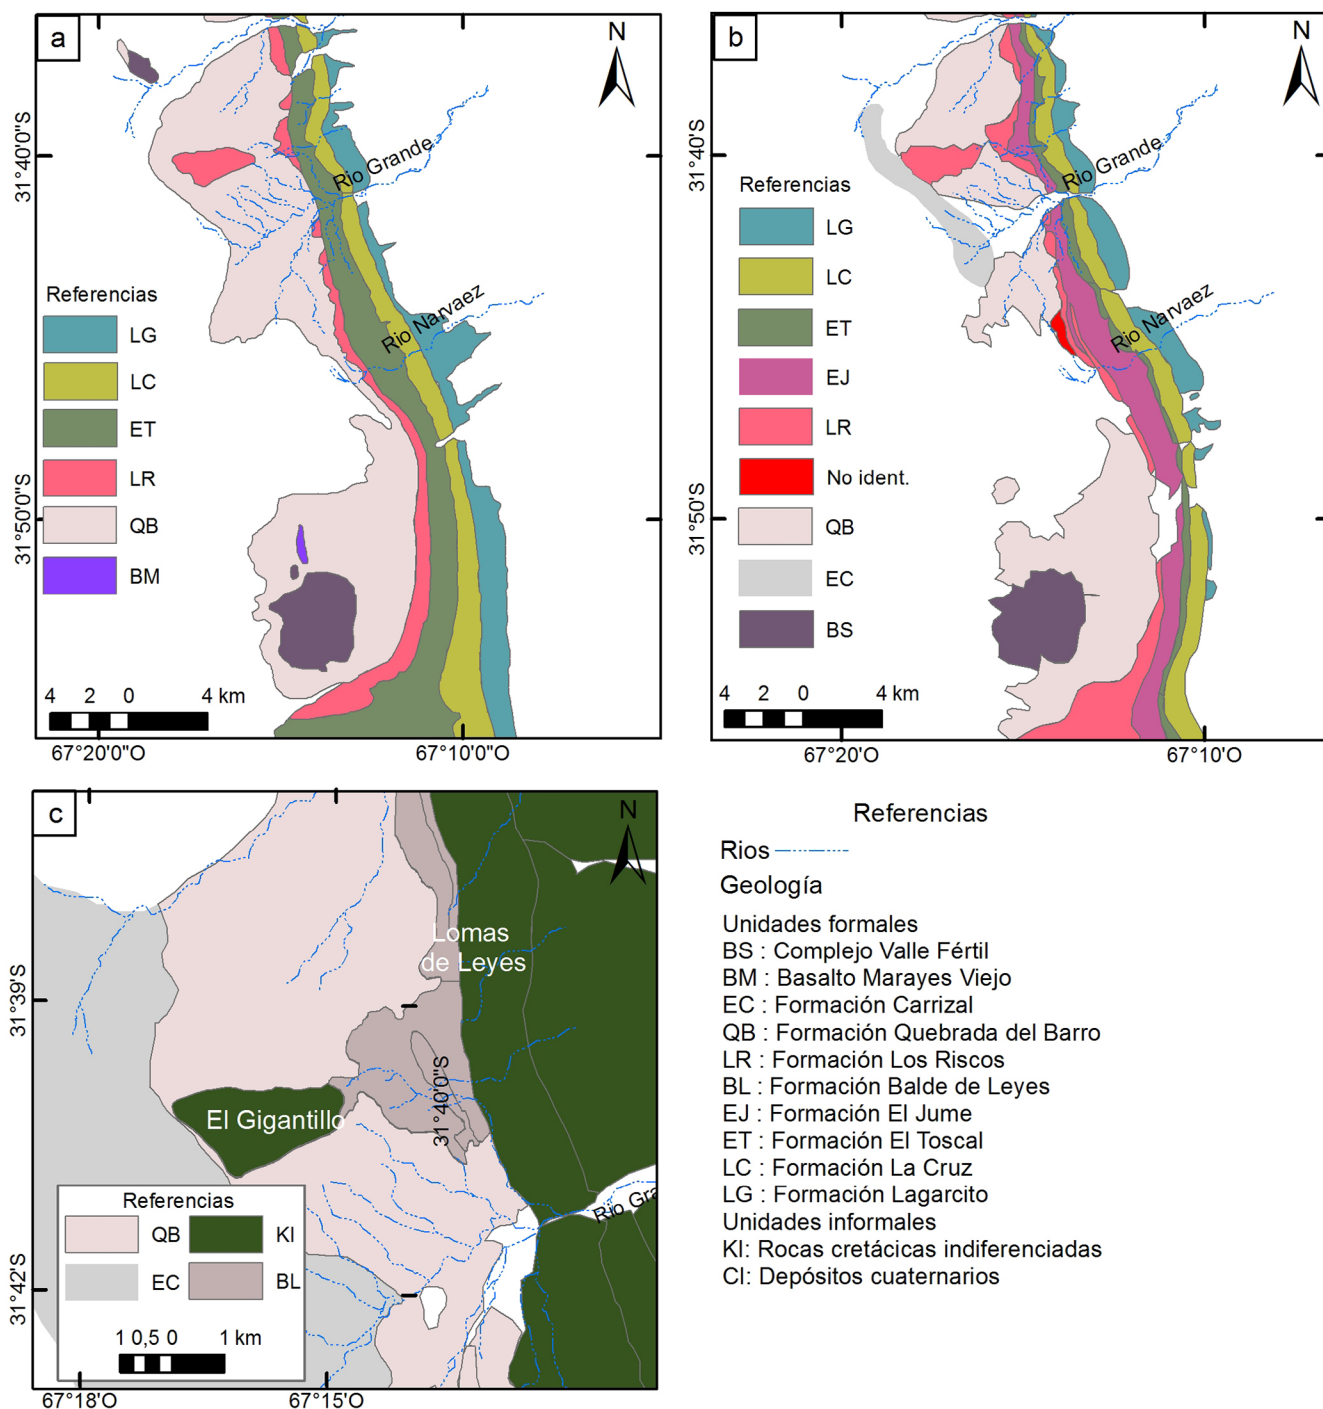 a
N
31°40'0"S
Rio Grande
Rio Narvaez
Referencias
LG
LC
ET
LR
QB
BM
31°50'0"S
4 2 0 4 km
67°20'0"O
67°10'0"O
b
N
31°40'S
Rio Grande
Rio Narvaez
Referencias
LG
LC
ET
EJ
LR
No ident.
QB
EC
BS
31°50'S
4 2 0 4 km
67°20'O
67°10'O
c
N
Lomas
de Leyes
31°39'S
31°40'0"S
El Gigantillo
Rio Gra
Referencias
QB
KI
EC
BL
1 0,5 0 1 km
31°42'S
67°18'O
67°15'O
Referencias
Rios
Geología
Unidades formales
BS : Complejo Valle Fértil
BM : Basalto Marayes Viejo
EC : Formación Carrizal
QB : Formación Quebrada del Barro
LR : Formación Los Riscos
BL : Formación Balde de Leyes
EJ : Formación El Jume
ET : Formación El Toscal
LC : Formación La Cruz
LG : Formación Lagarcito
Unidades informales
KI: Rocas cretácicas indiferenciadas
CI: Depósitos cuaternarios